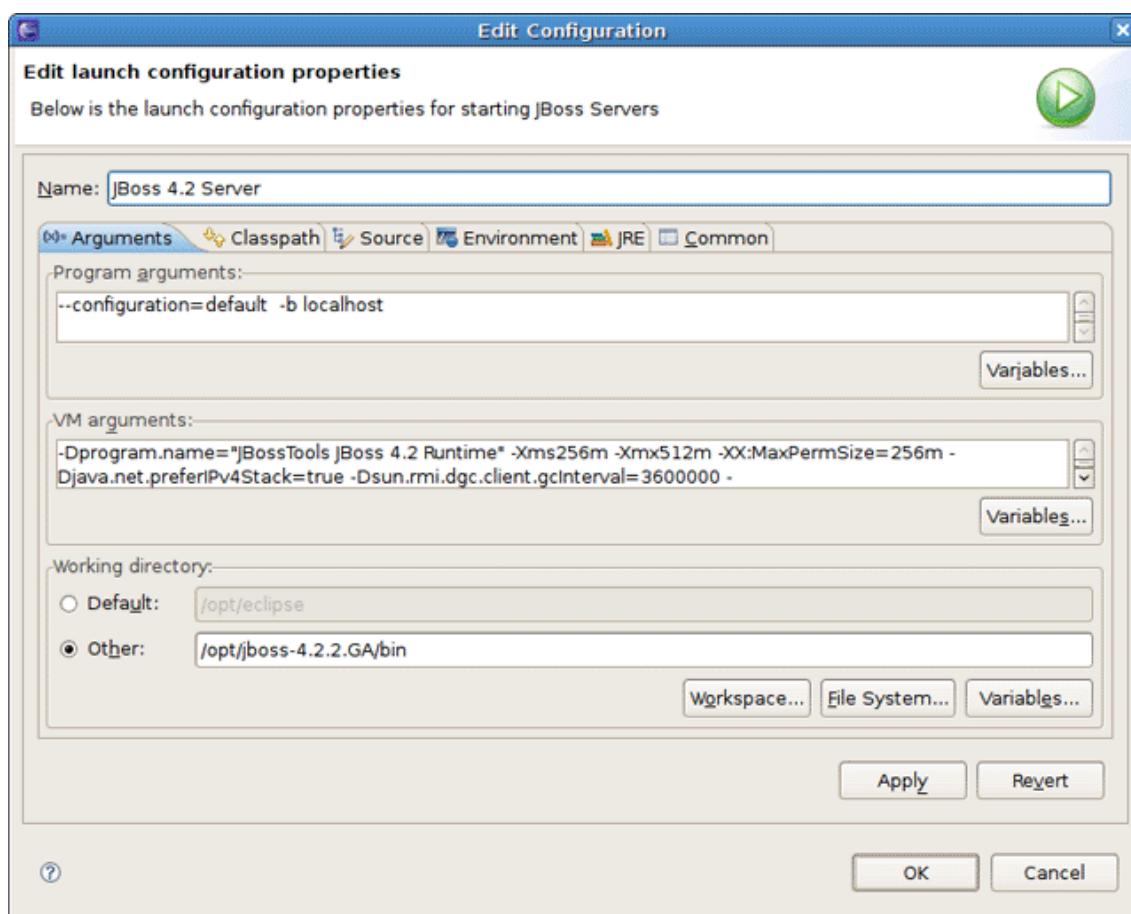 Edit Configuration
Edit launch configuration properties
Below is the launch configuration properties for starting JBoss Servers
Name: JBoss 4.2 Server
(x)= Arguments Classpath Source Environment JRE Common
Program arguments:
--configuration=default -b localhost
Variables...
VM arguments:
-Dprogram.name="JBossTools JBoss 4.2 Runtime" -Xms256m -Xmx512m -XX:MaxPermSize=256m -
Djava.net.preferIPv4Stack=true -Dsun.rmi.dgc.client.gcInterval=3600000 -
Variables...
Working directory:
Default: /opt/eclipse
Other: /opt/jboss-4.2.2.GA/bin
Workspace... File System... Variables...
Apply Revert
? OK Cancel